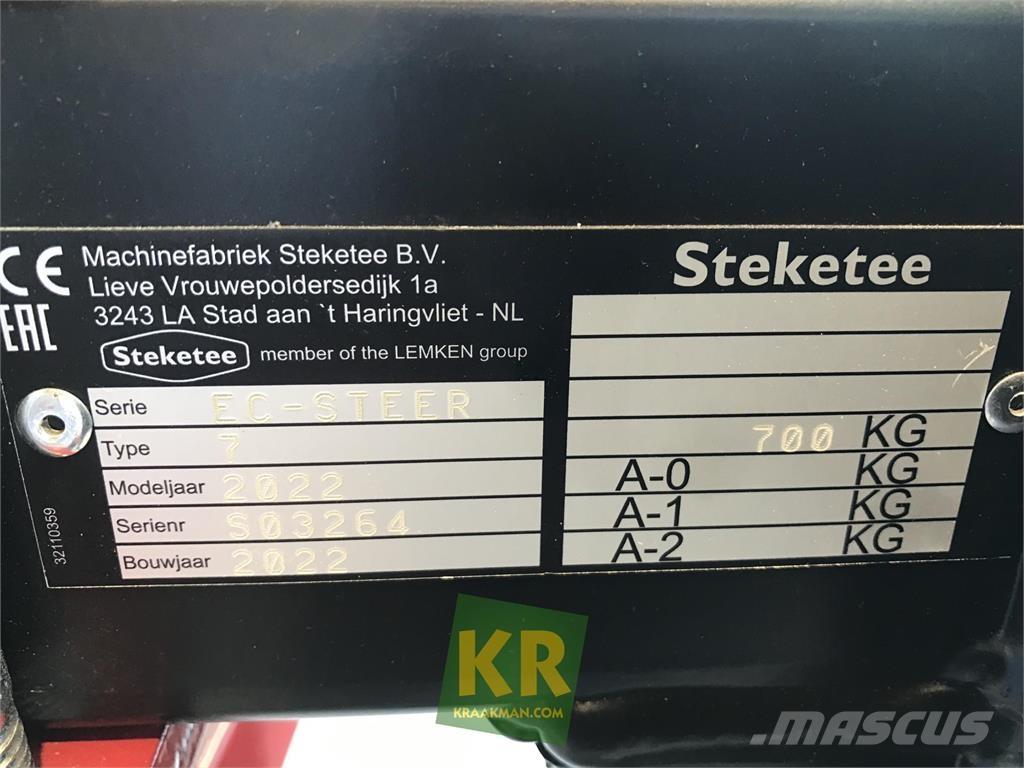 CE
EAC
Machinefabriek Steketee B.V.
Lieve Vrouwepoldersedijk 1a
3243 LA Stad aan `t Haringvliet - NL
Steketee member of the LEMKEN group
Serie EC-STEER
Type 7
Modeljaar 2022
Serienr S03264
Bouwjaar 2022
32110359
Steketee
700 KG
A-0 KG
A-1 KG
A-2 KG
KR
KRAAKMAN.COM
MASCUS